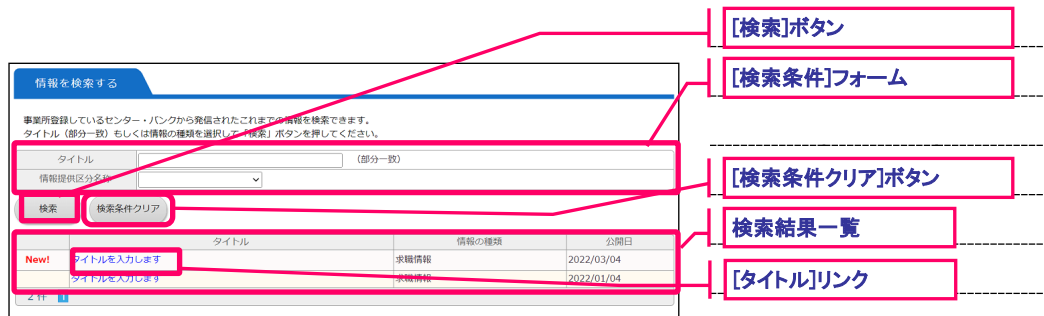 [検索]ボタン
[検索条件]フォーム
情報を検索する
事業所登録しているセンター・バンクから発信されたこれまでの情報を検索できます。
タイトル（部分一致）もしくは情報の種類を選択して「検索」ボタンを押してください。
タイトル （部分一致）
情報提供区分名称
[検索条件クリア]ボタン
検索 検索条件クリア
検索結果一覧
タイトル 情報の種類 公開日
New! タイトルを入力します 求職情報 2022/03/04
タイトルを入力します 求職情報 2022/01/04
[タイトル]リンク
2 件 1